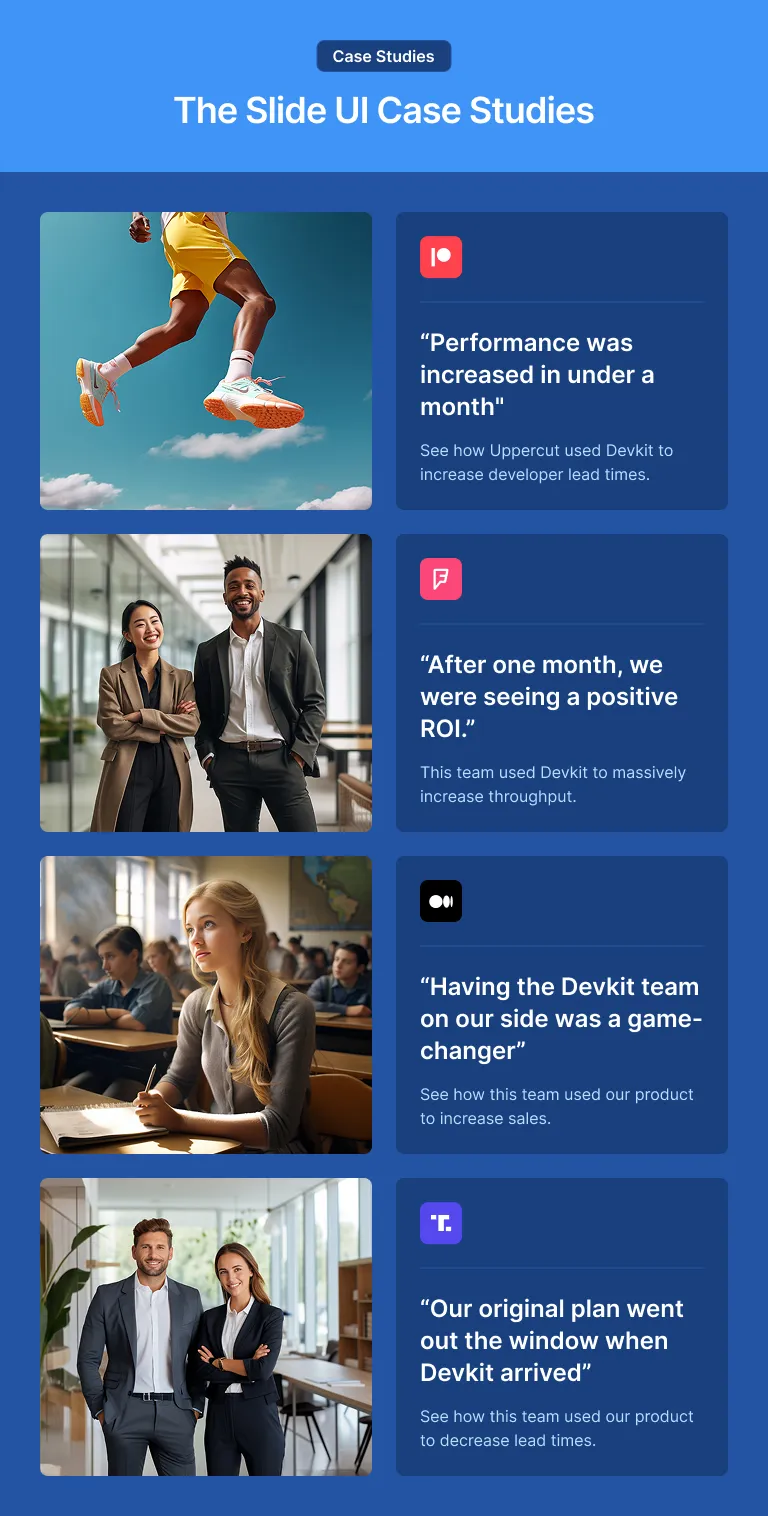 Case Studies
The Slide UI Case Studies
“Performance was
increased in under a
month"
See how Uppercut used Devkit to
increase developer lead times.
“After one month, we
were seeing a positive
ROI.”
This team used Devkit to massively
increase throughput.
“Having the Devkit team
on our side was a game-
changer”
See how this team used our product
to increase sales.
T.
“Our original plan went
out the window when
Devkit arrived”
See how this team used our product
to decrease lead times.